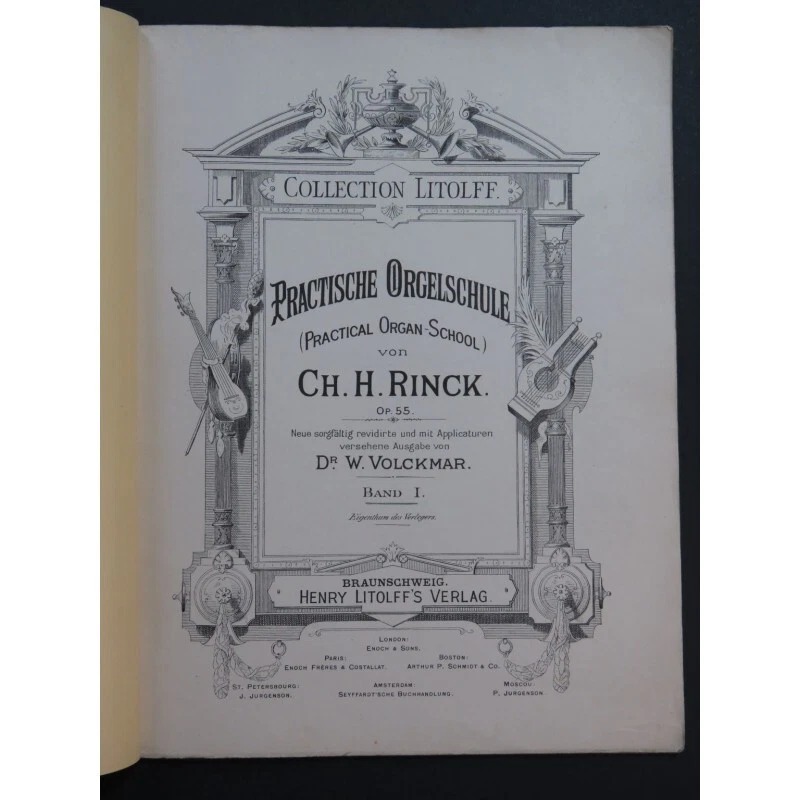 COLLECTION LITOLFF.
PRACTISCHE ORGELSCHULE
(PRACTICAL ORGAN-SCHOOL)
VON
CH. H. RINCK.
OP. 55.
Neue sorgfältig revidirte und mit Applicaturen
versehene Ausgabe von
DR. W. VOLCKMAR.
BAND I.
Eigenthum des Verlegers.
BRAUNSCHWEIG.
HENRY LITOLFF'S VERLAG.
LONDON:
ENOCH & SONS.
PARIS:
ENOCH FRÈRES & COSTALLAT.
BOSTON:
ARTHUR P. SCHMIDT & CO.
ST. PETERSBOURG:
J. JURGENSON.
AMSTERDAM:
SEYFFARDT'SCHE BUCHHANDLUNG.
MOSCOU:
P. JURGENSON.